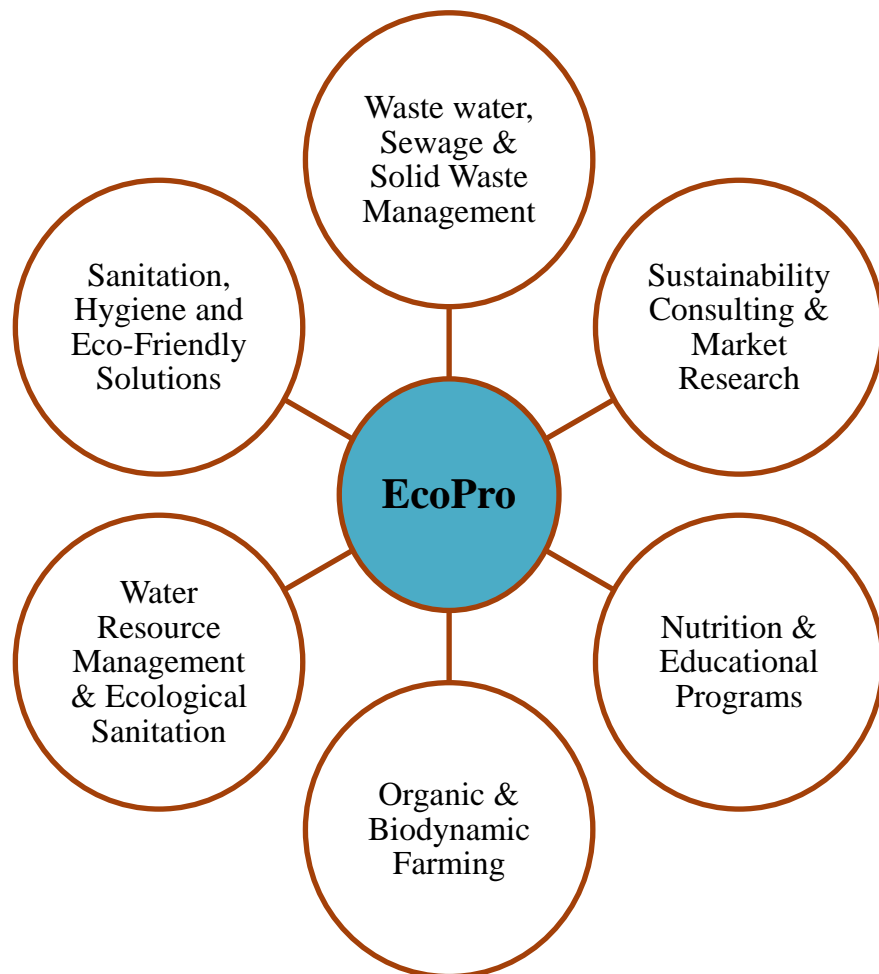 Waste water,
Sewage &
Solid Waste
Management
Sustainability
Consulting &
Market
Research
Nutrition &
Educational
Programs
Organic &
Biodynamic
Farming
Water
Resource
Management
& Ecological
Sanitation
Sanitation,
Hygiene and
Eco-Friendly
Solutions
EcoPro